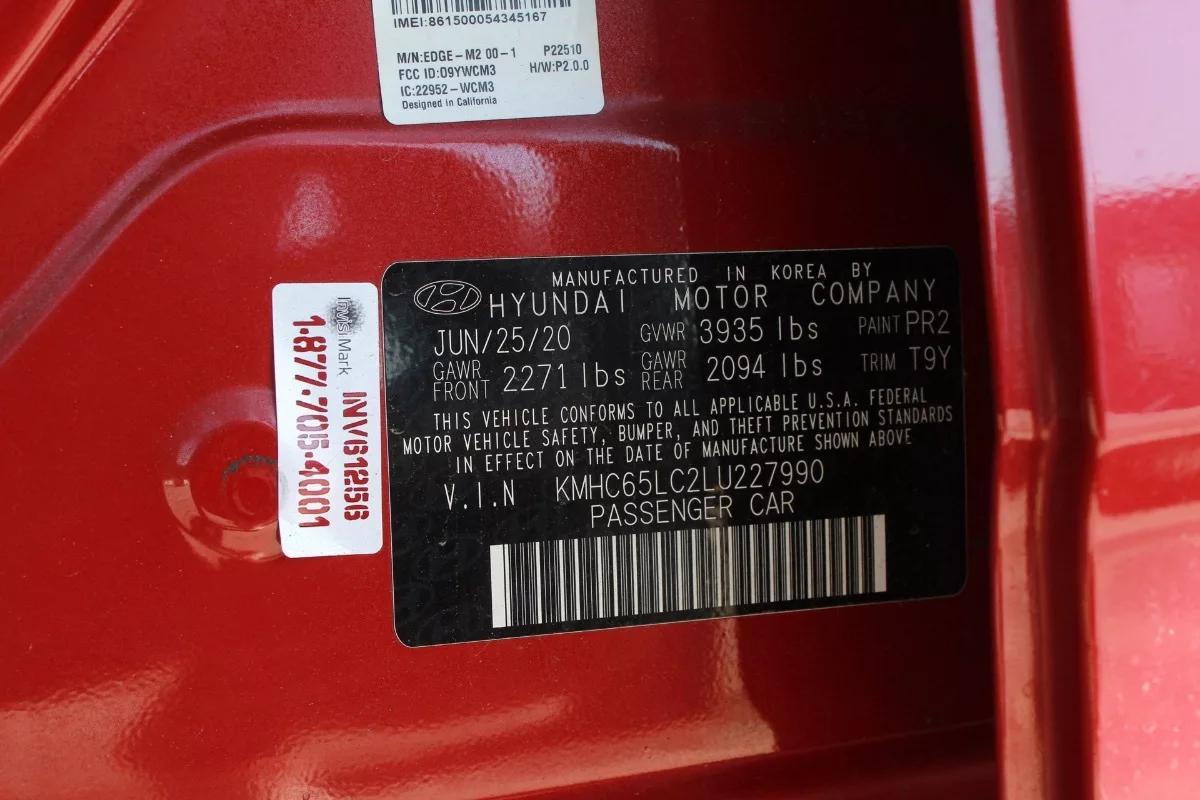 IMEI:861500054345167
M/N:EDGE-M2 00-1 P22510
FCC ID:O9YWCM3 H/W:P2.0.0
IC:22952-WCM3
Designed in California
MANUFACTURED IN KOREA BY
HYUNDAI MOTOR COMPANY
JUN/25/20 GVWR 3935 lbs PAINT PR2
GAWR FRONT 2271 lbs GAWR REAR 2094 lbs TRIM T9Y
THIS VEHICLE CONFORMS TO ALL APPLICABLE U.S.A. FEDERAL
MOTOR VEHICLE SAFETY, BUMPER, AND THEFT PREVENTION STANDARDS
IN EFFECT ON THE DATE OF MANUFACTURE SHOWN ABOVE
V.I.N KMHC65LC2LU227990
PASSENGER CAR
INV61256
1-877-705-4001